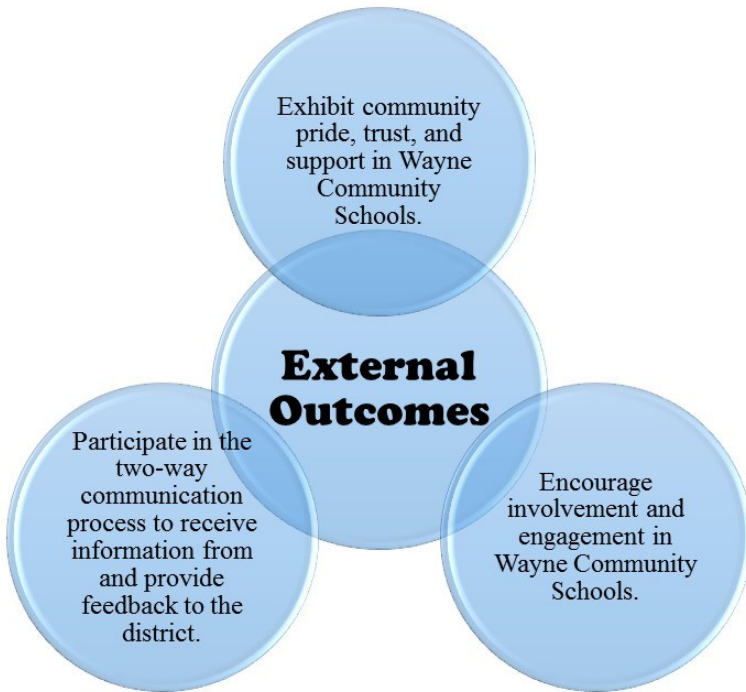 Exhibit community
pride, trust, and
support in Wayne
Community
Schools.
External
Outcomes
Participate in the
two-way
communication
process to receive
information from
and provide
feedback to the
district.
Encourage
involvement and
engagement in
Wayne Community
Schools.